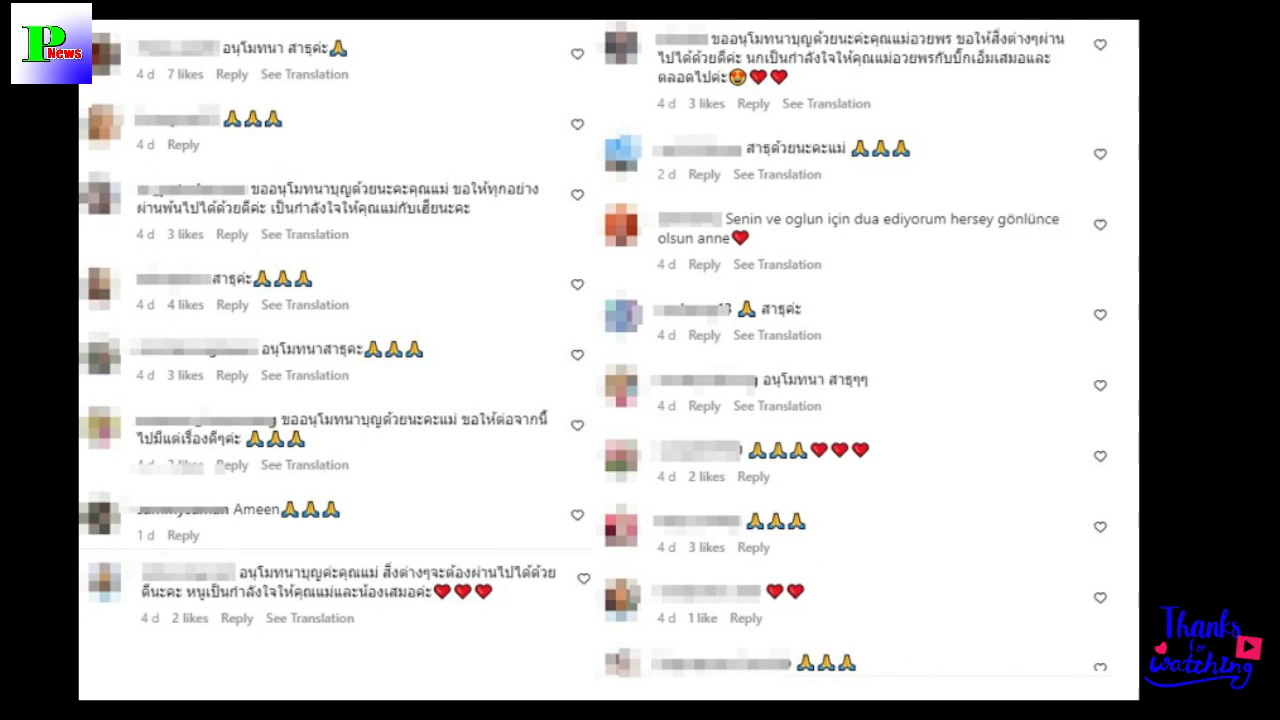 P
News
อนุโมทนา สาธุค่ะ🙏
4 d 7 likes Reply See Translation
🙏🙏🙏
4 d Reply
ขออนุโมทนาบุญด้วยนะคะคุณแม่ ขอให้ทุกอย่าง
ผ่านพ้นไปได้ด้วยดีค่ะ เป็นกำลังใจให้คุณแม่กับเฮียนะคะ
4 d 3 likes Reply See Translation
สาธุค่ะ🙏🙏🙏
4 d 4 likes Reply See Translation
อนุโมทนาสาธุคะ🙏🙏🙏
4 d 3 likes Reply See Translation
ขออนุโมทนาบุญด้วยนะคะแม่ ขอให้ต่อจากนี้
ไปมีแต่เรื่องดีๆค่ะ 🙏🙏🙏
4 d 3 likes Reply See Translation
Ameen🙏🙏🙏
1 d Reply
อนุโมทนาบุญค่ะคุณแม่ สิ่งต่างๆจะต้องผ่านไปได้ด้วย
ดีนะคะ หนูเป็นกำลังใจให้คุณแม่และน้องเสมอค่ะ❤❤❤
4 d 2 likes Reply See Translation
ขออนุโมทนาบุญด้วยนะค่ะคุณแม่อวยพร ขอให้สิ่งต่างๆผ่าน
ไปได้ด้วยดีค่ะ นกเป็นกำลังใจให้คุณแม่อวยพรกับบิ๊กเอ็มเสมอและ
ตลอดไปค่ะ😍❤❤
4 d 3 likes Reply See Translation
สาธุด้วยนะคะแม่ 🙏🙏🙏
2 d Reply See Translation
Senin ve oglun için dua ediyorum hersey gönlünce
olsun anne❤
4 d Reply See Translation
🙏 สาธุค่ะ
4 d Reply See Translation
อนุโมทนา สาธุๆๆ
4 d Reply See Translation
🙏🙏🙏❤❤❤
4 d 2 likes Reply
🙏🙏🙏
4 d 3 likes Reply
❤❤
4 d 1 like Reply
🙏🙏🙏
Thanks
for
watching